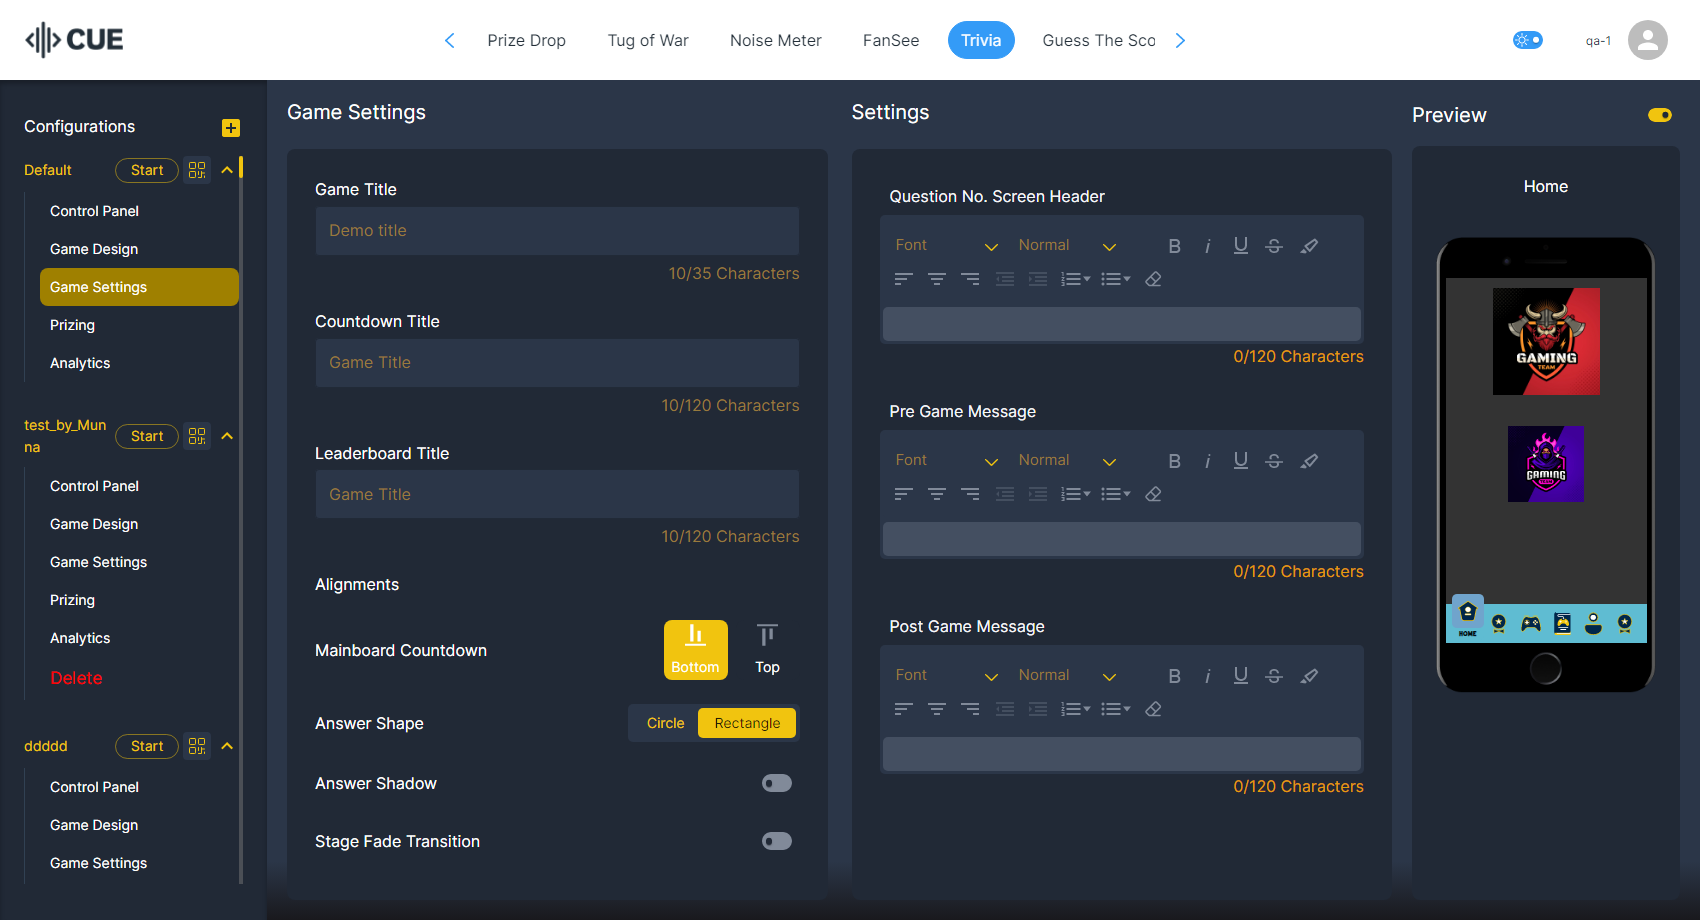 CUE
Prize Drop
Tug of War
Noise Meter
FanSee
Trivia
Guess The Sco
qa-1
Configurations
Default
Start
Control Panel
Game Design
Game Settings
Prizing
Analytics
test_by_Mun
na
Start
Control Panel
Game Design
Game Settings
Prizing
Analytics
Delete
ddddd
Start
Control Panel
Game Design
Game Settings
Game Settings
Game Title
Demo title
10/35 Characters
Countdown Title
Game Title
10/120 Characters
Leaderboard Title
Game Title
10/120 Characters
Alignments
Mainboard Countdown
Bottom
Top
Answer Shape
Circle
Rectangle
Answer Shadow
Stage Fade Transition
Settings
Question No. Screen Header
Font
Normal
0/120 Characters
Pre Game Message
Font
Normal
0/120 Characters
Post Game Message
Font
Normal
0/120 Characters
Preview
Home
GAMING
TEAM
GAMING
TEAM
HOME